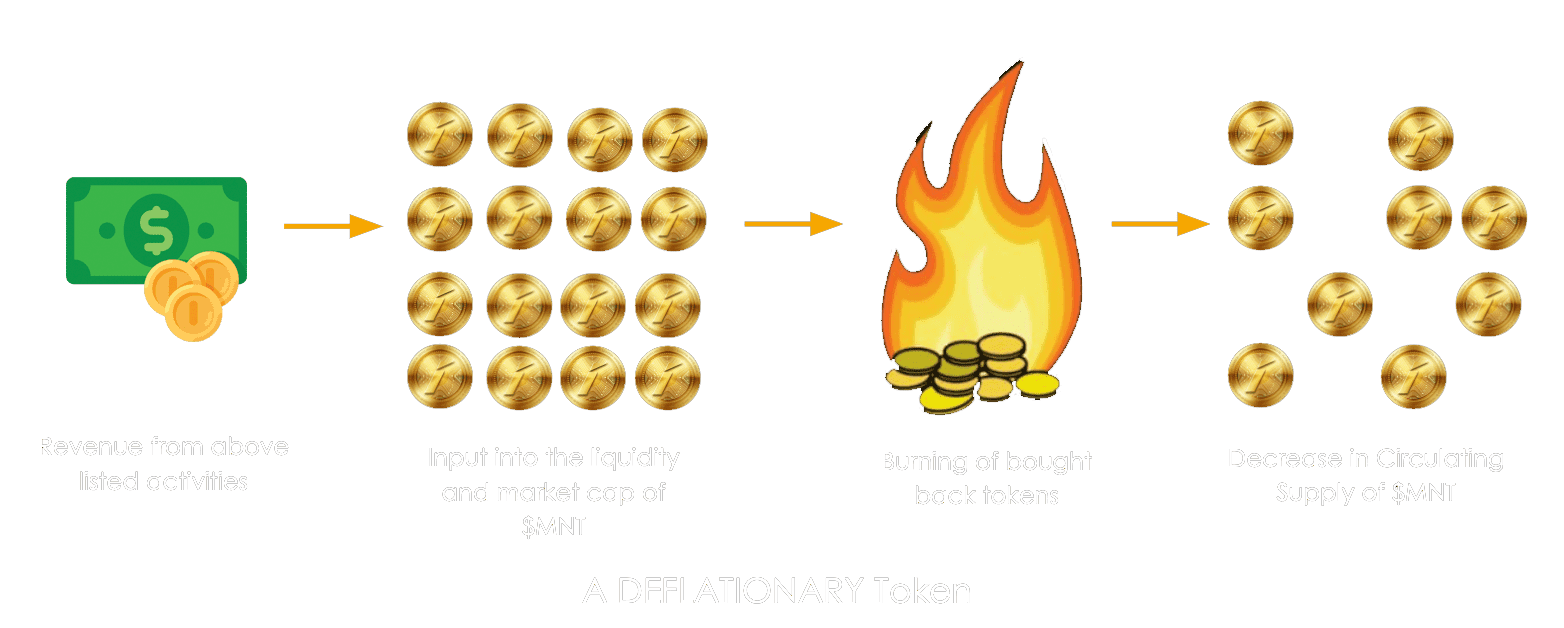 Revenue from above
listed activities
Input into the liquidity
and market cap of
$MNT
Burning of bought
back tokens
Decrease in Circulating
Supply of $MNT
A DEFLATIONARY Token